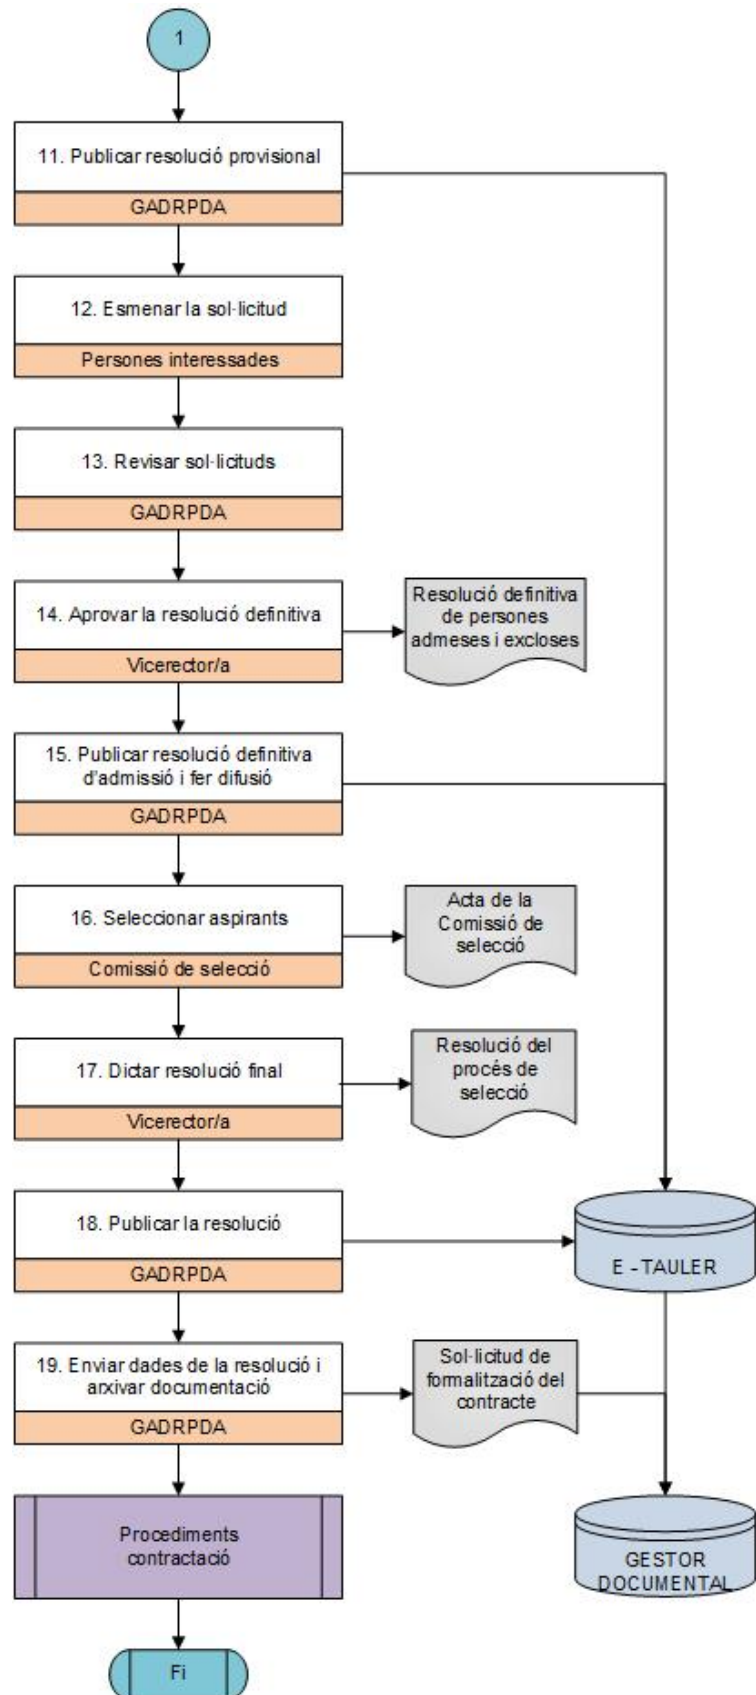 1
11. Publicar resolució provisional
GADRPDA
12. Esmenar la sol·licitud
Persones interessades
13. Revisar sol·licituds
GADRPDA
14. Aprovar la resolució definitiva
Vicerector/a
Resolució definitiva
de persones
admeses i excloses
15. Publicar resolució definitiva
d'admissió i fer difusió
GADRPDA
16. Seleccionar aspirants
Comissió de selecció
Acta de la
Comissió de
selecció
17. Dictar resolució final
Vicerector/a
Resolució del
procés de
selecció
18. Publicar la resolució
GADRPDA
E - TAULER
19. Enviar dades de la resolució i
arxivar documentació
GADRPDA
Sol·licitud de
formalització del
contracte
Procediments
contractació
GESTOR
DOCUMENTAL
Fi